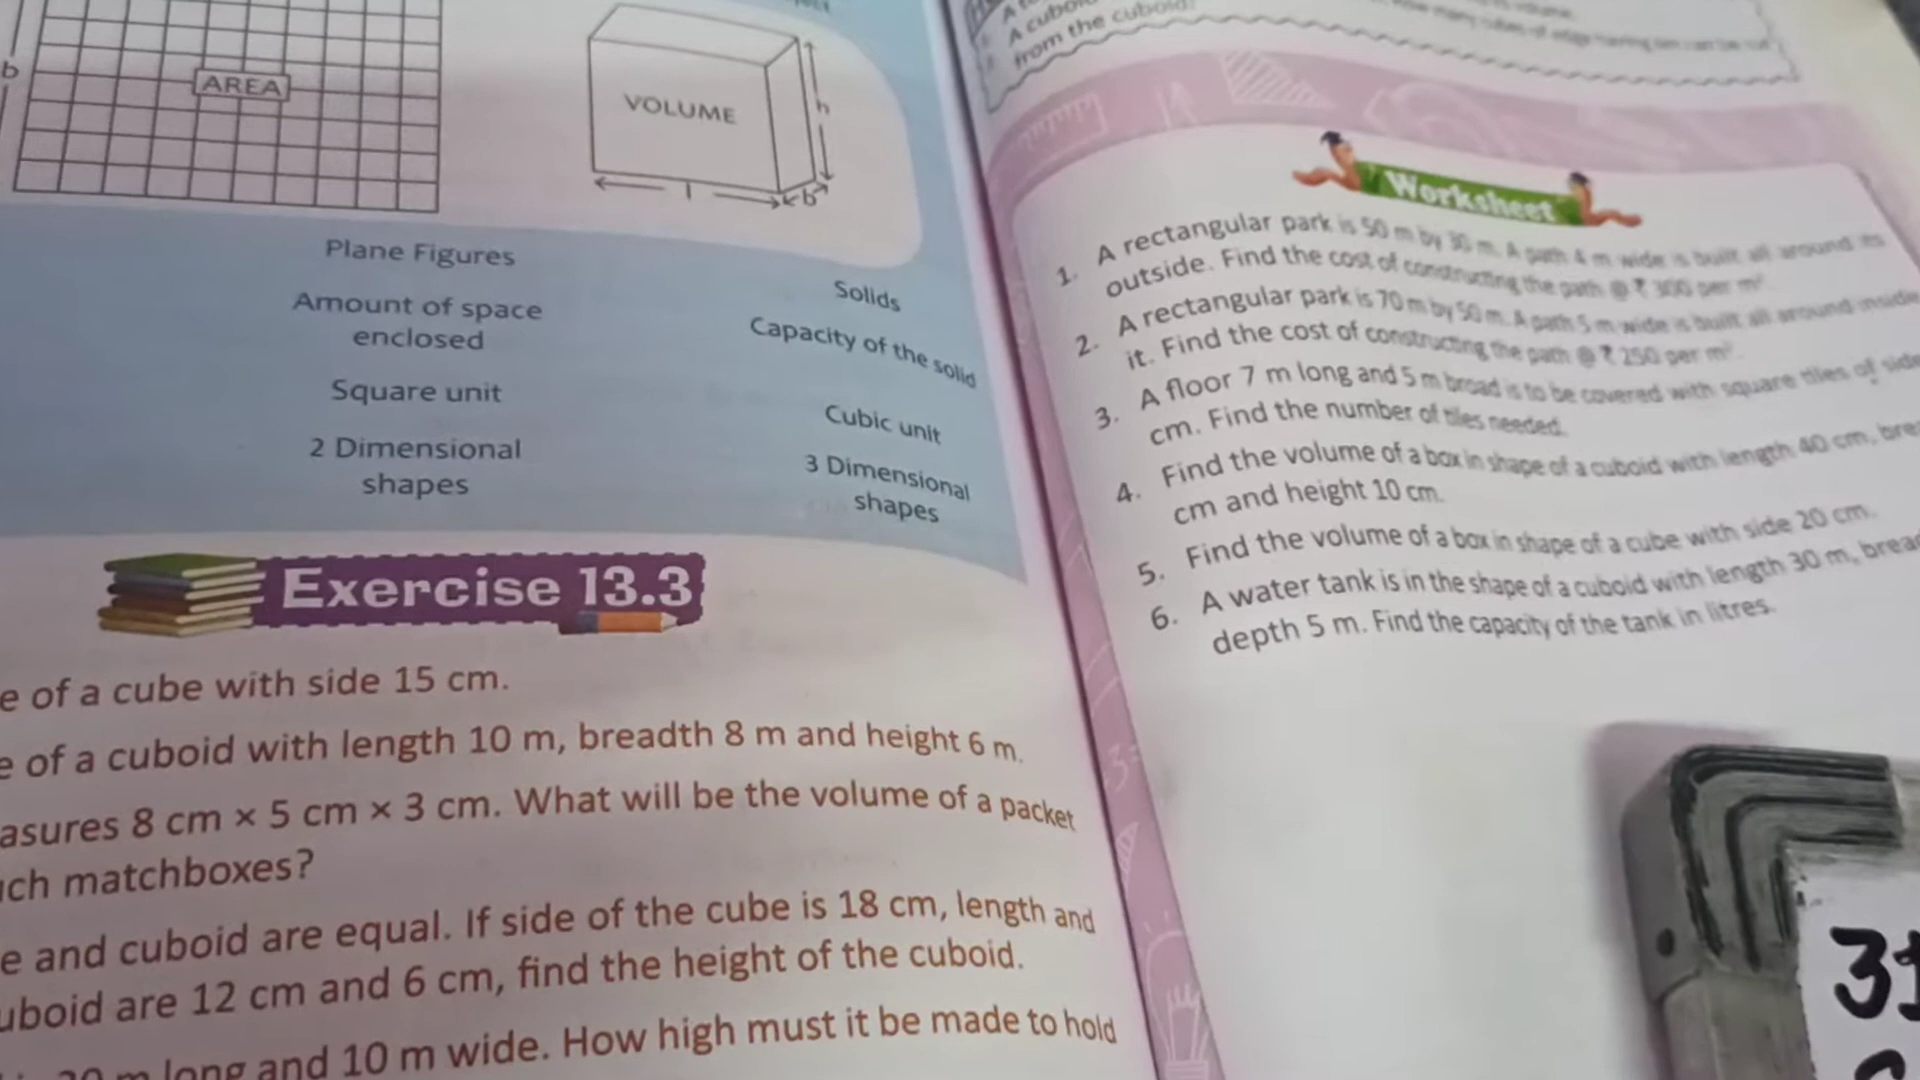 b
AREA
VOLUME
h
l
b
Plane Figures
Solids
Amount of space
enclosed
Capacity of the solid
Square unit
Cubic unit
2 Dimensional
shapes
3 Dimensional
shapes
Exercise 13.3
e of a cube with side 15 cm.
e of a cuboid with length 10 m, breadth 8 m and height 6 m.
asures 8 cm × 5 cm × 3 cm. What will be the volume of a packet
ch matchboxes?
e and cuboid are equal. If side of the cube is 18 cm, length and
uboid are 12 cm and 6 cm, find the height of the cuboid.
long and 10 m wide. How high must it be made to hold
from the cuboid.
Worksheet
1. A rectangular park is 50 m by 30 m. A path 4 m wide is built all around its
outside. Find the cost of constructing the path @ ₹ 300 per m².
2. A rectangular park is 70 m by 50 m. A path 5 m wide is built all around inside
it. Find the cost of constructing the path @ ₹ 250 per m².
3. A floor 7 m long and 5 m broad is to be covered with square tiles of side
cm. Find the number of tiles needed.
4. Find the volume of a box in shape of a cuboid with length 40 cm, bre
cm and height 10 cm.
5. Find the volume of a box in shape of a cube with side 20 cm.
6. A water tank is in the shape of a cuboid with length 30 m, brea
depth 5 m. Find the capacity of the tank in litres.